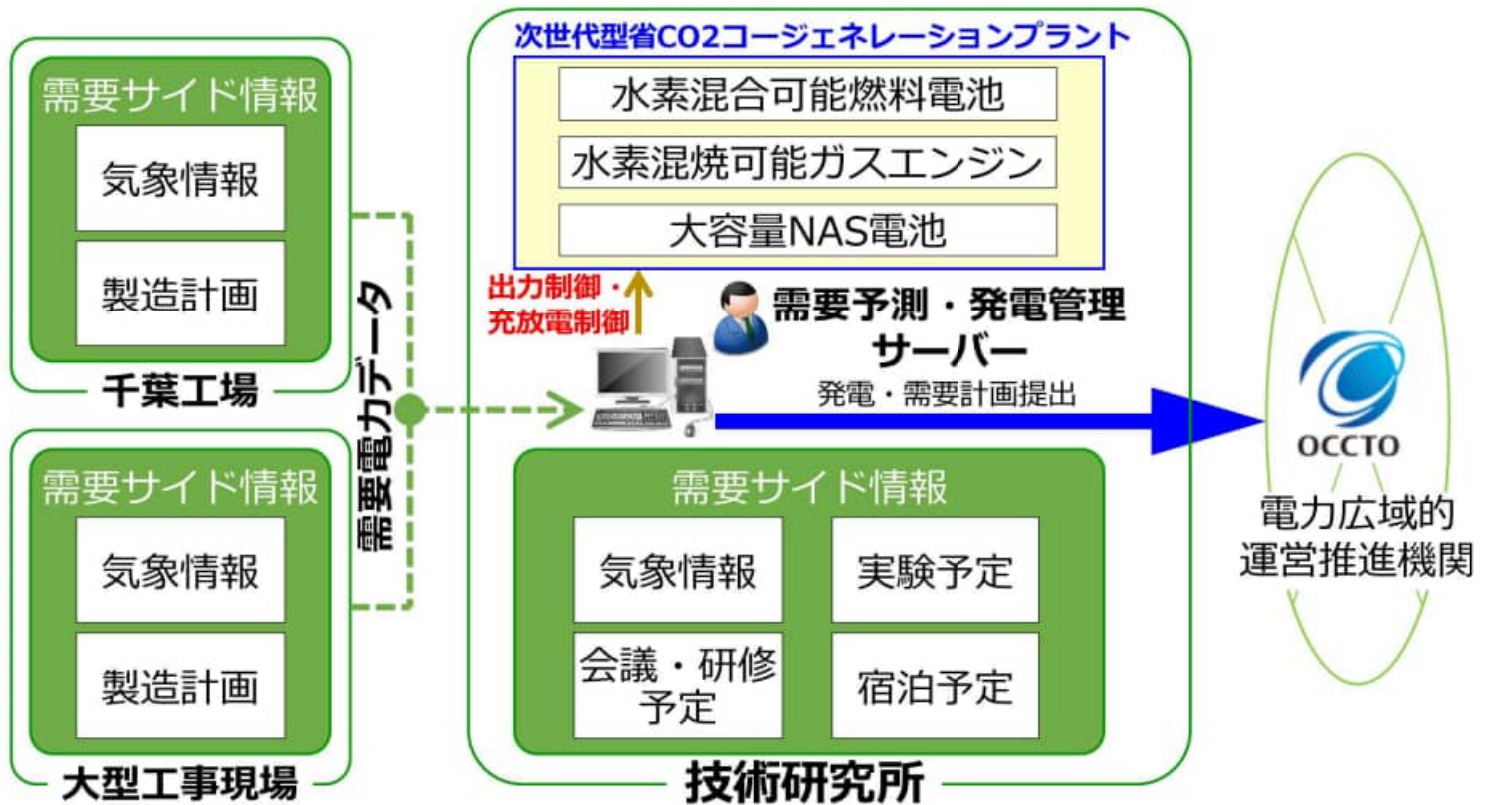 需要サイド情報
気象情報
製造計画
千葉工場
需要サイド情報
気象情報
製造計画
大型工事現場
需要電力データ
次世代型省CO2コージェネレーションプラント
水素混合可能燃料電池
水素混焼可能ガスエンジン
大容量NAS電池
出力制御・
充放電制御
需要予測・発電管理
サーバー
発電・需要計画提出
需要サイド情報
気象情報
実験予定
会議・研修
予定
宿泊予定
技術研究所
OCCTO
電力広域的
運営推進機関